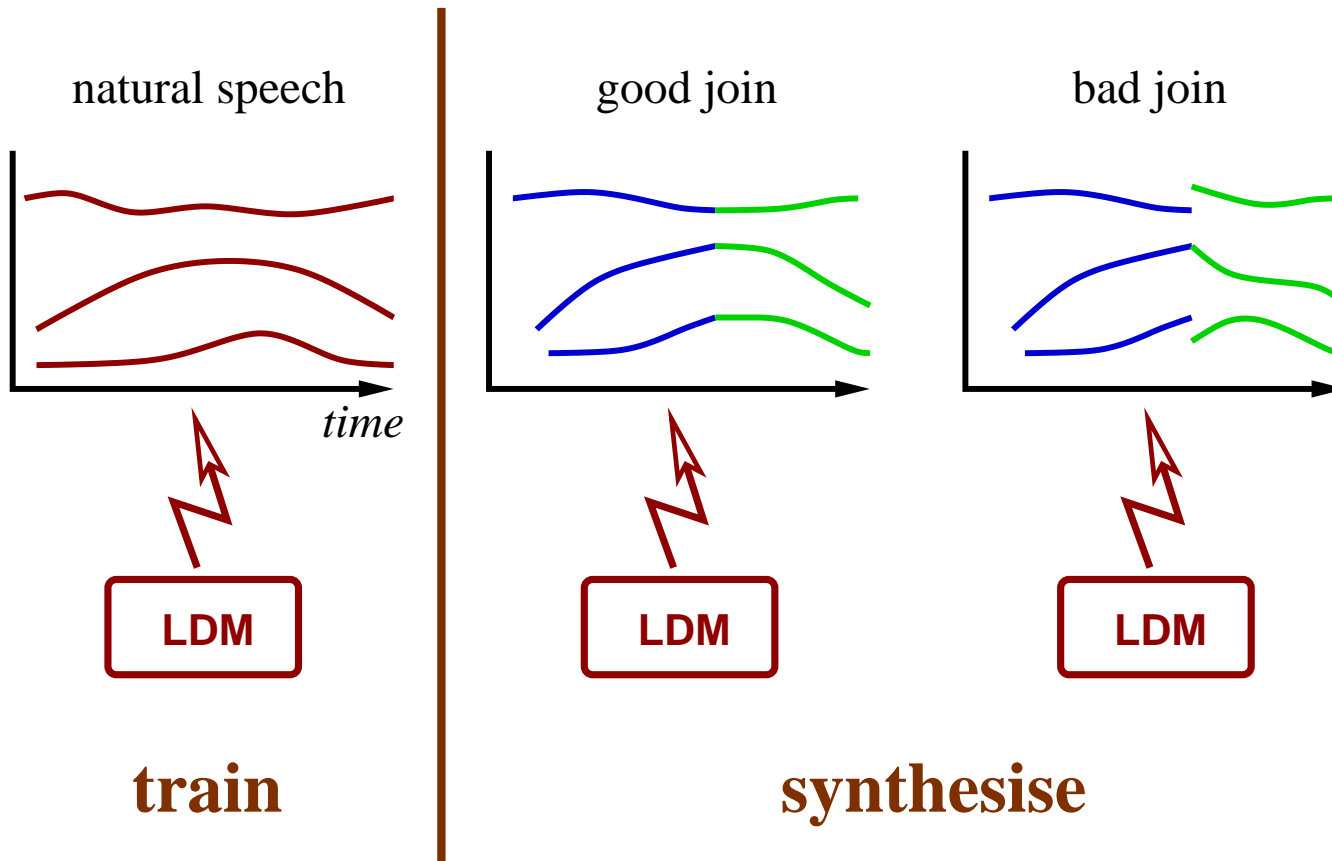 natural speech
good join
bad join
time
LDM
LDM
LDM
train
synthesise